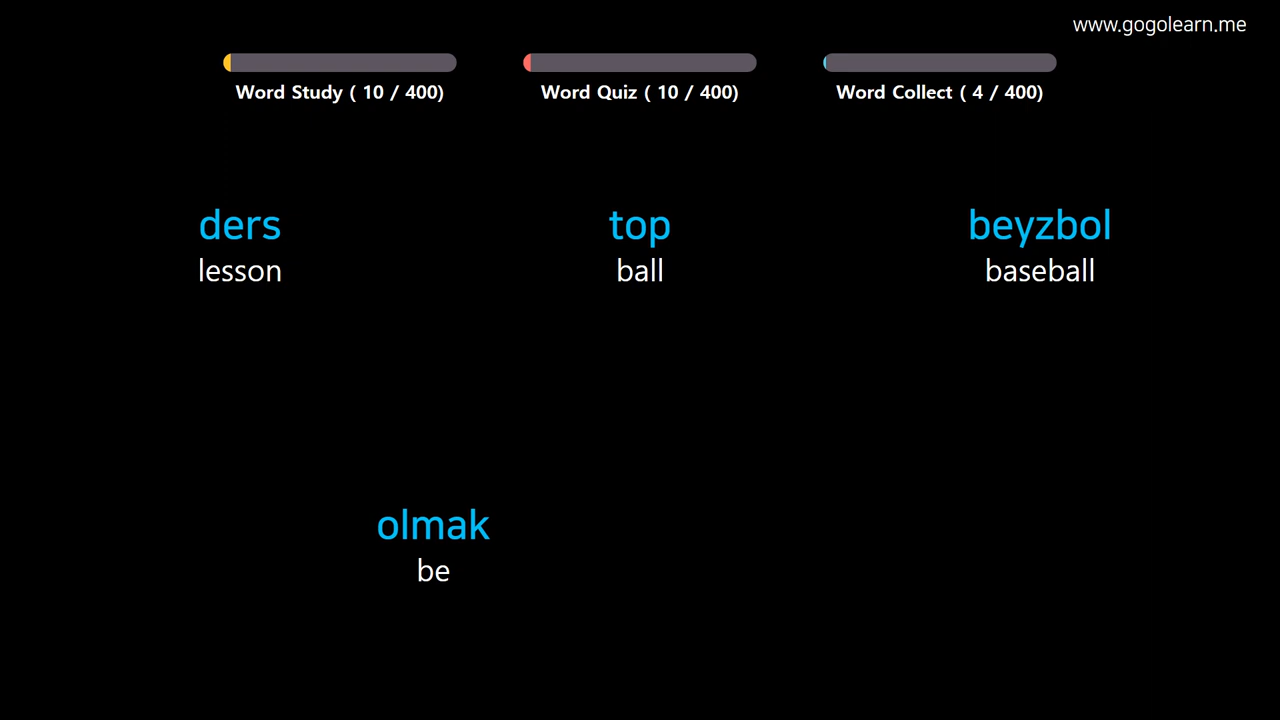 www.gogolearn.me
Word Study ( 10 / 400)
Word Quiz ( 10 / 400)
Word Collect ( 4 / 400)
ders
lesson
top
ball
beyzbol
baseball
olmak
be